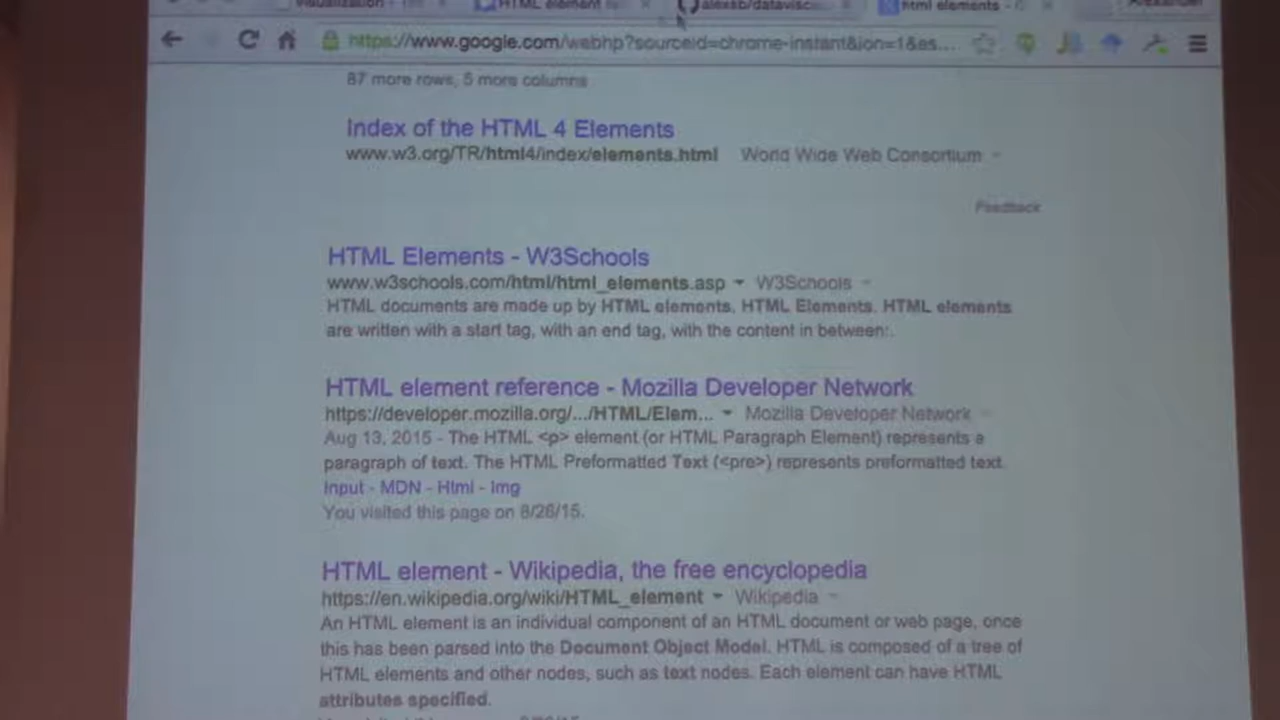 visualization
HTML element
alexsb/datavisc...
html elements -
https://www.google.com/webhp?sourceid=chrome-instant&ion=1&es...
87 more rows, 5 more columns
Index of the HTML 4 Elements
www.w3.org/TR/html4/index/elements.html World Wide Web Consortium
Feedback
HTML Elements - W3Schools
www.w3schools.com/html/html_elements.asp W3Schools
HTML documents are made up by HTML elements. HTML Elements. HTML elements
are written with a start tag, with an end tag, with the content in between:.
HTML element reference - Mozilla Developer Network
https://developer.mozilla.org/.../HTML/Elem... Mozilla Developer Network
Aug 13, 2015 - The HTML <p> element (or HTML Paragraph Element) represents a
paragraph of text. The HTML Preformatted Text (<pre>) represents preformatted text.
Input - MDN - Html - Img
You visited this page on 8/26/15.
HTML element - Wikipedia, the free encyclopedia
https://en.wikipedia.org/wiki/HTML_element Wikipedia
An HTML element is an individual component of an HTML document or web page, once
this has been parsed into the Document Object Model. HTML is composed of a tree of
HTML elements and other nodes, such as text nodes. Each element can have HTML
attributes specified.